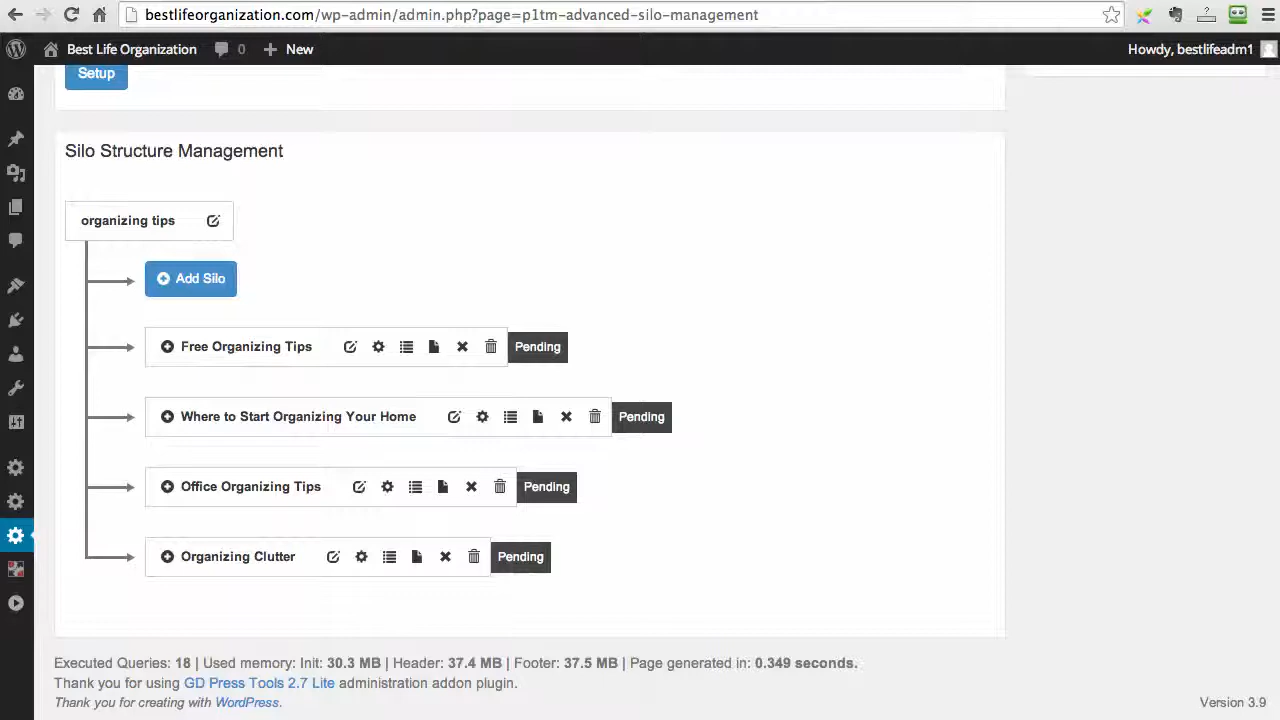 bestlifeorganization.com/wp-admin/admin.php?page=p1tm-advanced-silo-management
Best Life Organization 0 New Howdy, bestlifeadm1
Setup
Silo Structure Management
organizing tips
Add Silo
Free Organizing Tips Pending
Where to Start Organizing Your Home Pending
Office Organizing Tips Pending
Organizing Clutter Pending
Executed Queries: 18 | Used memory: Init: 30.3 MB | Header: 37.4 MB | Footer: 37.5 MB | Page generated in: 0.349 seconds.
Thank you for using GD Press Tools 2.7 Lite administration addon plugin.
Thank you for creating with WordPress. Version 3.9